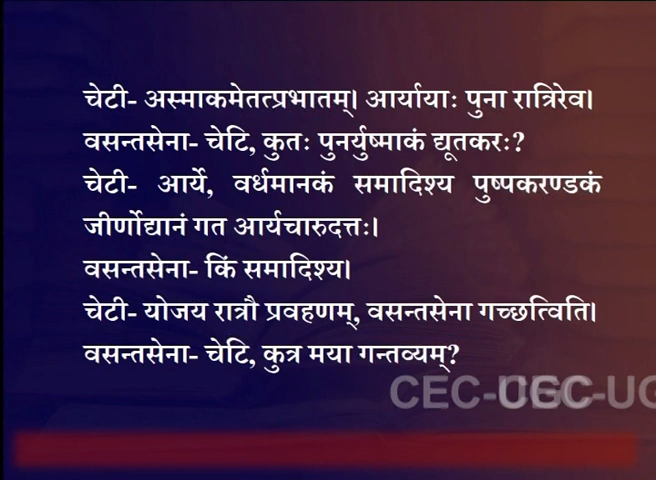 चेटी- अस्माकमेतत्प्रभातम्। आर्यायाः पुना रात्रिरेव।
वसन्तसेना- चेटि, कुतः पुनर्युष्माकं द्यूतकरः?
चेटी- आर्ये, वर्धमानकं समादिश्य पुष्पकरण्डकं
जीर्णोद्यानं गत आर्यचारुदत्तः।
वसन्तसेना- किं समादिश्य।
चेटी- योजय रात्रौ प्रवहणम्, वसन्तसेना गच्छत्विति।
वसन्तसेना- चेटि, कुत्र मया गन्तव्यम्?
CEC-UGC CEC-UG